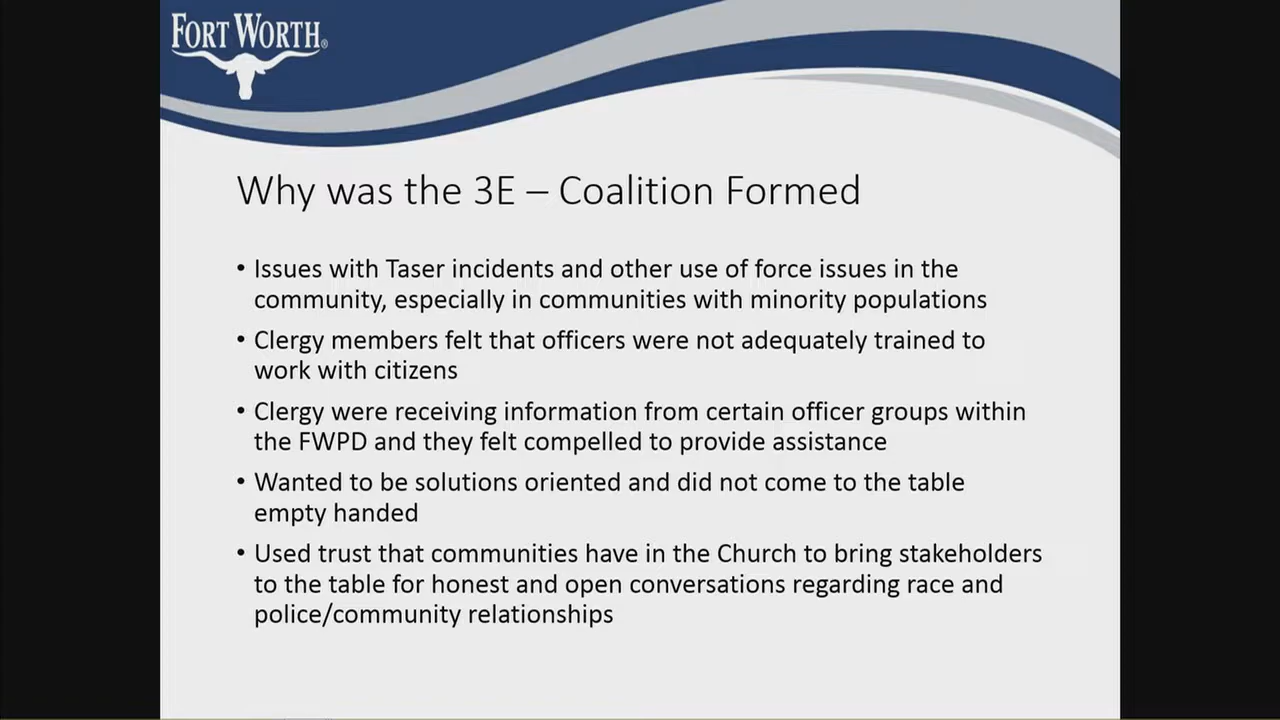 FORT WORTH®
Why was the 3E – Coalition Formed
• Issues with Taser incidents and other use of force issues in the
community, especially in communities with minority populations
• Clergy members felt that officers were not adequately trained to
work with citizens
• Clergy were receiving information from certain officer groups within
the FWPD and they felt compelled to provide assistance
• Wanted to be solutions oriented and did not come to the table
empty handed
• Used trust that communities have in the Church to bring stakeholders
to the table for honest and open conversations regarding race and
police/community relationships